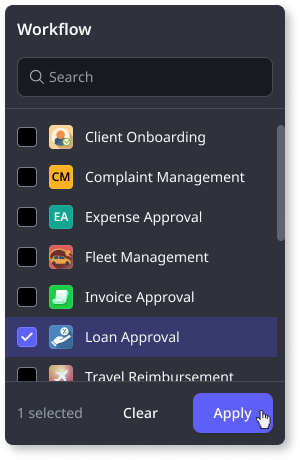 Workflow
Search
Client Onboarding
CM Complaint Management
EA Expense Approval
Fleet Management
Invoice Approval
Loan Approval
Travel Reimbursement
1 selected Clear Apply